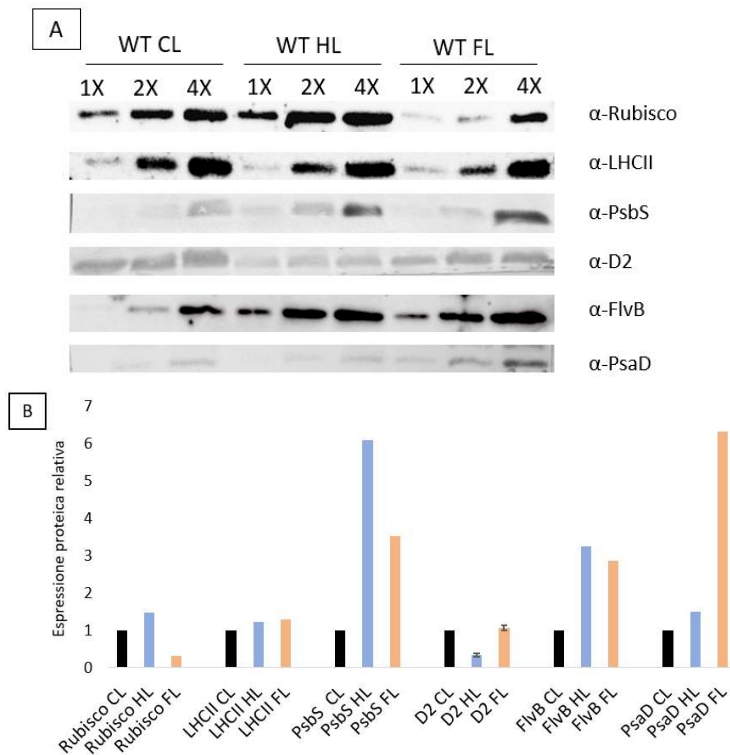 A
WT CL WT HL WT FL
1X 2X 4X 1X 2X 4X 1X 2X 4X
α-Rubisco
α-LHCII
α-PsbS
α-D2
α-FlvB
α-PsaD
B
Espressione proteica relativa
7
6
5
4
3
2
1
0
Rubisco CL
Rubisco HL
Rubisco FL
LHCII CL
LHCII HL
LHCII FL
PsbS CL
PsbS HL
PsbS FL
D2 CL
D2 HL
D2 FL
FlvB CL
FlvB HL
FlvB FL
PsaD CL
PsaD HL
PsaD FL